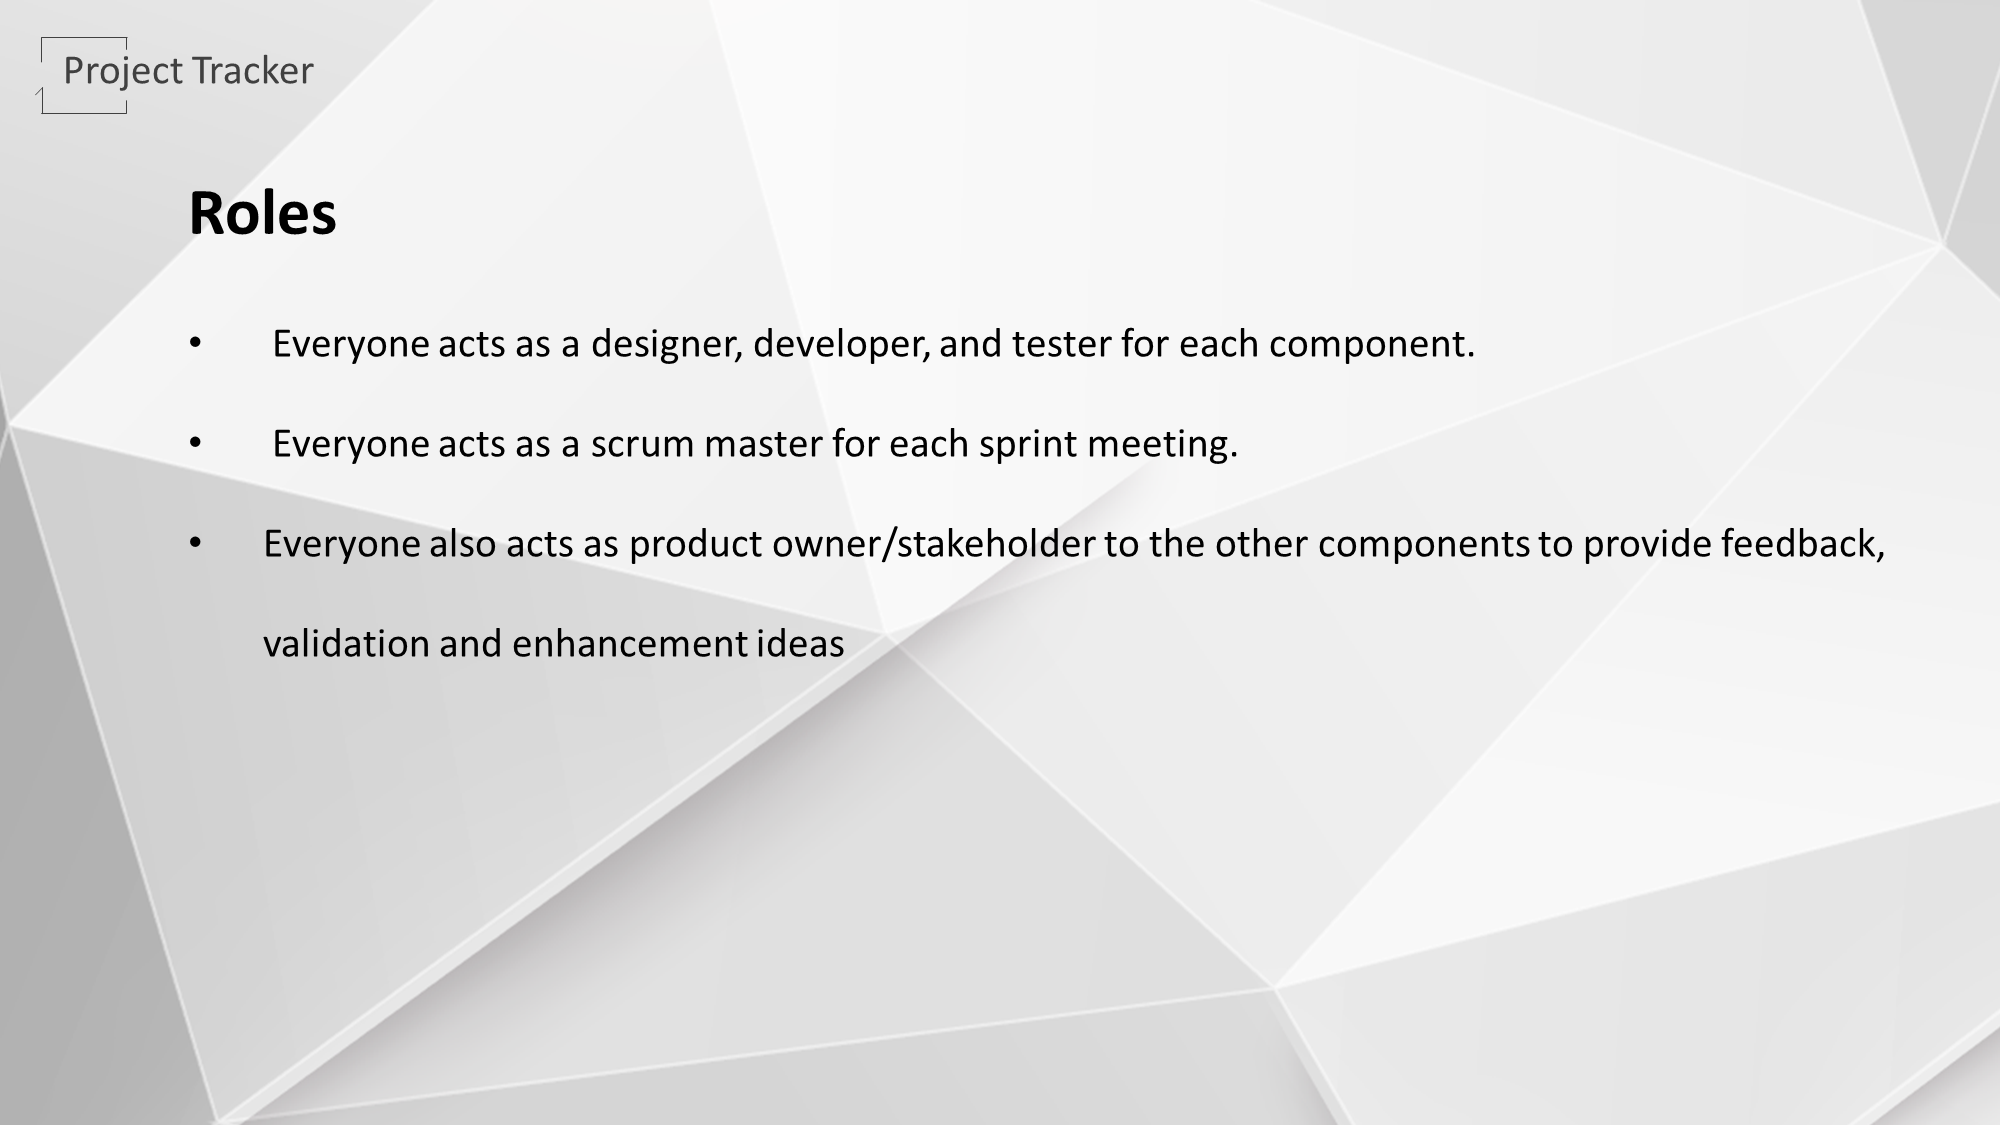 Project Tracker
Roles
• Everyone acts as a designer, developer, and tester for each component.
• Everyone acts as a scrum master for each sprint meeting.
• Everyone also acts as product owner/stakeholder to the other components to provide feedback,
validation and enhancement ideas